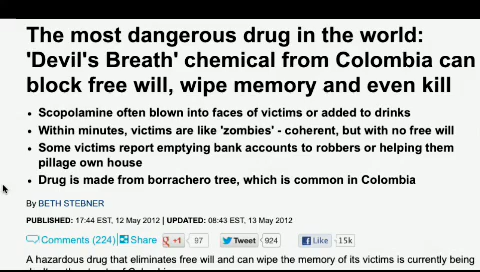 The most dangerous drug in the world:
'Devil's Breath' chemical from Colombia can
block free will, wipe memory and even kill
• Scopolamine often blown into faces of victims or added to drinks
• Within minutes, victims are like 'zombies' - coherent, but with no free will
• Some victims report emptying bank accounts to robbers or helping them
pillage own house
• Drug is made from borrachero tree, which is common in Colombia
By BETH STEBNER
PUBLISHED: 17:44 EST, 12 May 2012 | UPDATED: 08:43 EST, 13 May 2012
Comments (224) Share +1 97 Tweet 924 Like 15k
A hazardous drug that eliminates free will and can wipe the memory of its victims is currently being